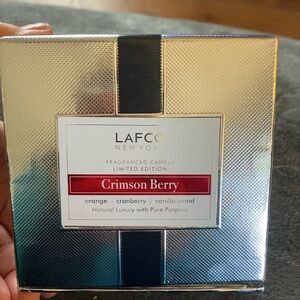 LAFCO
NEW YORK
FRAGRANCED CANDLE
LIMITED EDITION
Crimson Berry
orange | cranberry | vanilla wood
Natural Luxury with Pure Purpose